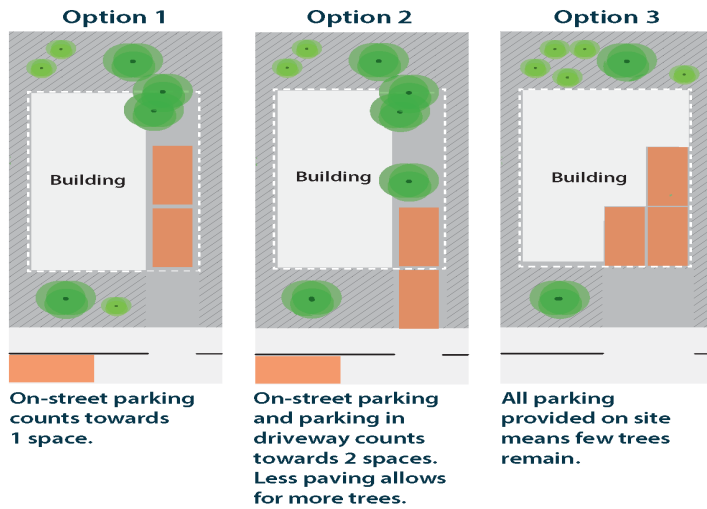 Option 1
Building
On-street parking
counts towards
1 space.
Option 2
Building
On-street parking
and parking in
driveway counts
towards 2 spaces.
Less paving allows
for more trees.
Option 3
Building
All parking
provided on site
means few trees
remain.